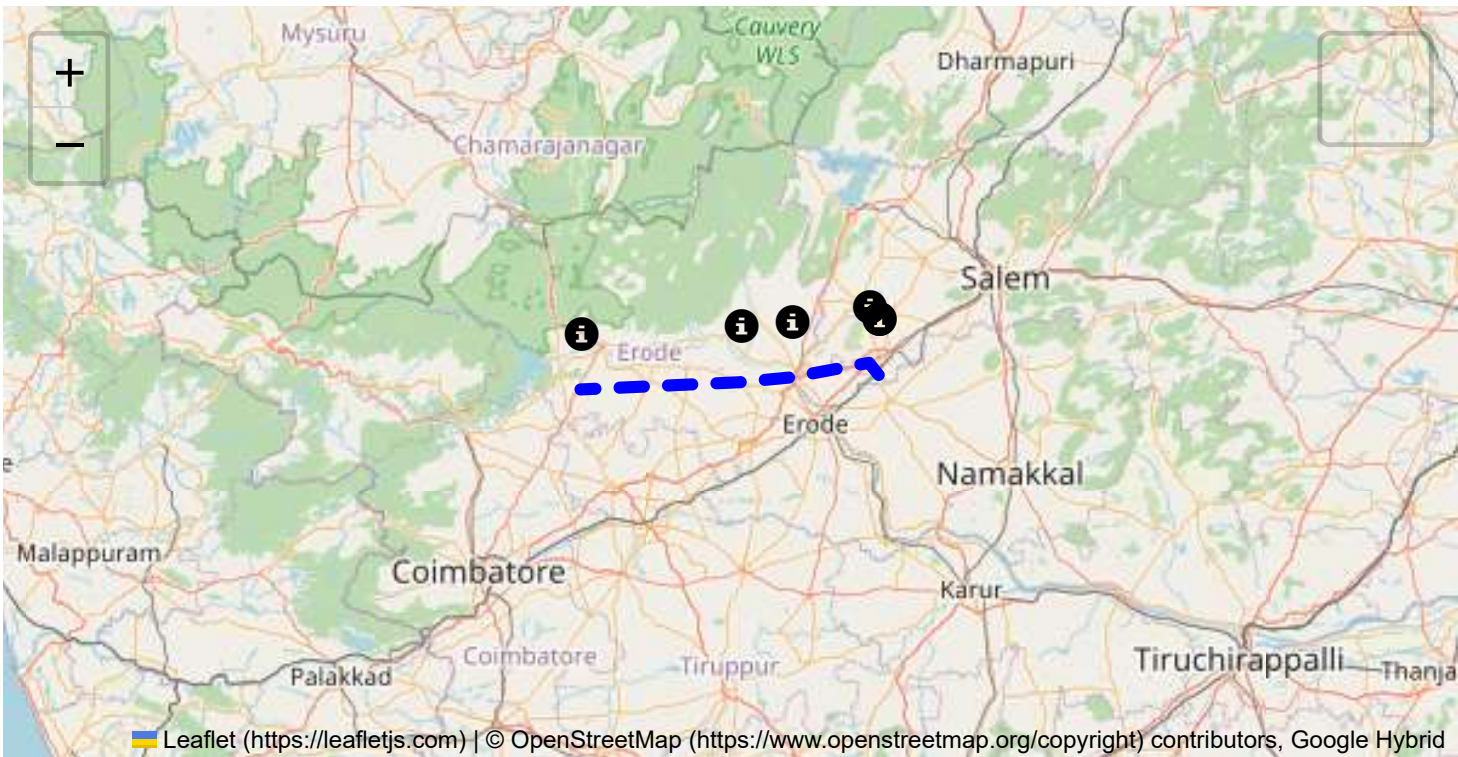 Mysuru
Cauvery
WLS
Dharmapuri
+
Chamarajanagar
−
Salem
i
i
i
i
i
Erode
Erode
Namakkal
Malappuram
Coimbatore
Karur
Coimbatore
Tiruppur
Tiruchirappalli
Thanja
Palakkad
Leaflet (https://leafletjs.com) | © OpenStreetMap (https://www.openstreetmap.org/copyright) contributors, Google Hybrid